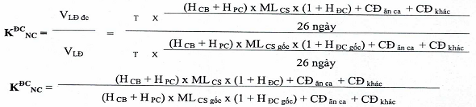 K^ĐC_NC = V_LĐ đc / V_LĐ = T X (H_CB + H_PC) x ML_CS x (1 + H_ĐC) + CĐ_ăn ca + CĐ_khác / 26 ngày
T X (H_CB + H_PC) x ML_CS gốc x (1 + H_ĐC gốc) + CĐ_ăn ca + CĐ_khác / 26 ngày
K^ĐC_NC = (H_CB + H_PC) x ML_CS x (1 + H_ĐC) + CĐ_ăn ca + CĐ_khác
(H_CB + H_PC) x ML_CS gốc x (1 + H_ĐC gốc) + CĐ_ăn ca + CĐ_khác